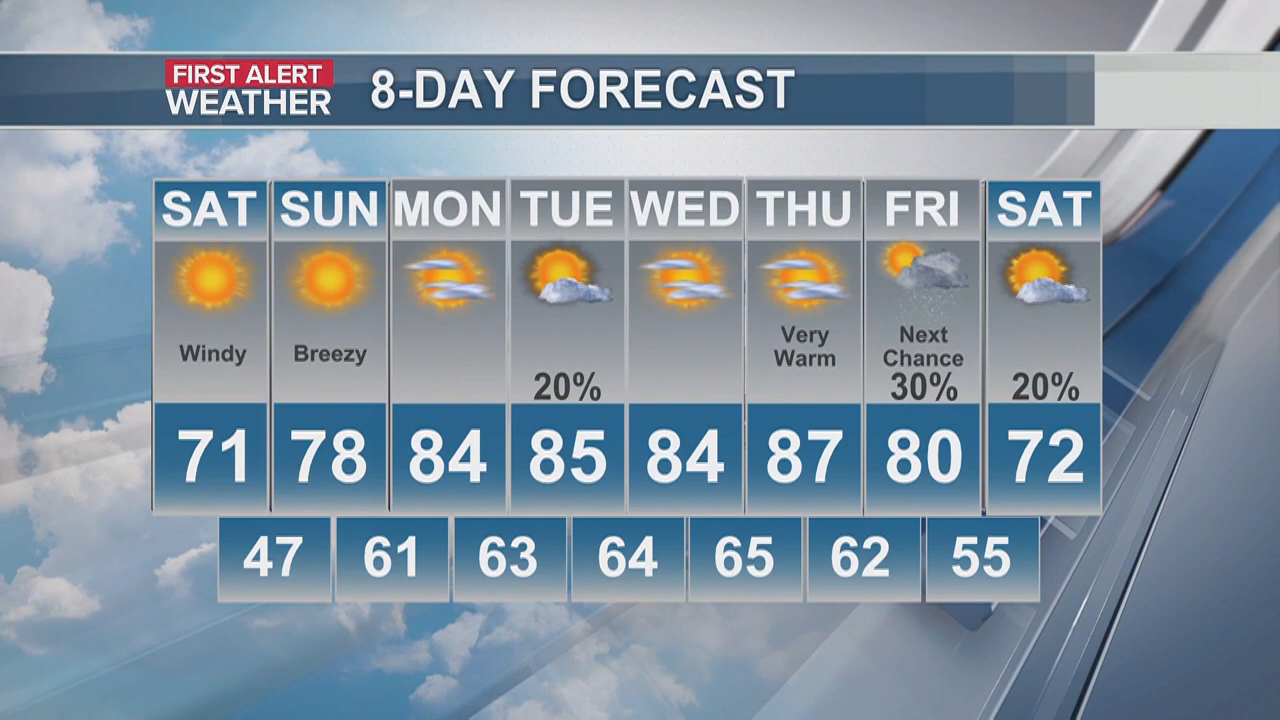 FIRST ALERT
WEATHER
8-DAY FORECAST
SAT SUN MON TUE WED THU FRI SAT
Windy Breezy Very Warm Next Chance
20% 30% 20%
71 78 84 85 84 87 80 72
47 61 63 64 65 62 55